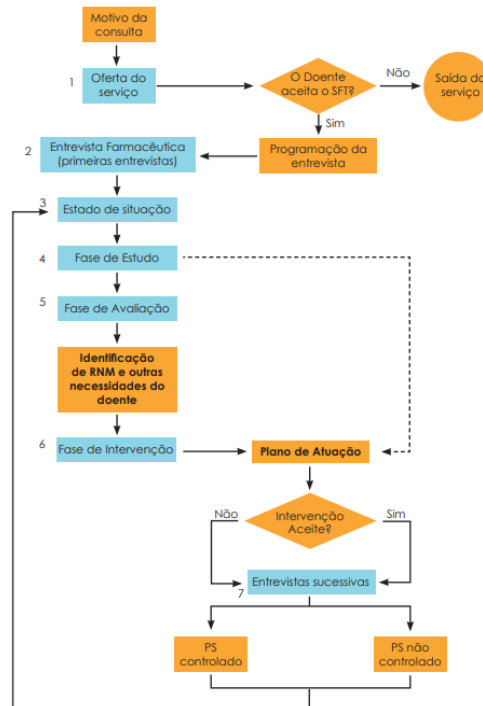 Motivo da
consulta
1
Oferta do
serviço
O Doente
aceita o SFT?
Não
Saída do
serviço
Sim
2
Entrevista Farmacêutica
(primeiras entrevistas)
Programação da
entrevista
3
Estado de situação
4
Fase de Estudo
5
Fase de Avaliação
Identificação
de RNM e outras
necessidades do
doente
6
Fase de Intervenção
Plano de Atuação
Não
Intervenção
Aceite?
Sim
Entrevistas sucessivas
7
PS
controlado
PS não
controlado